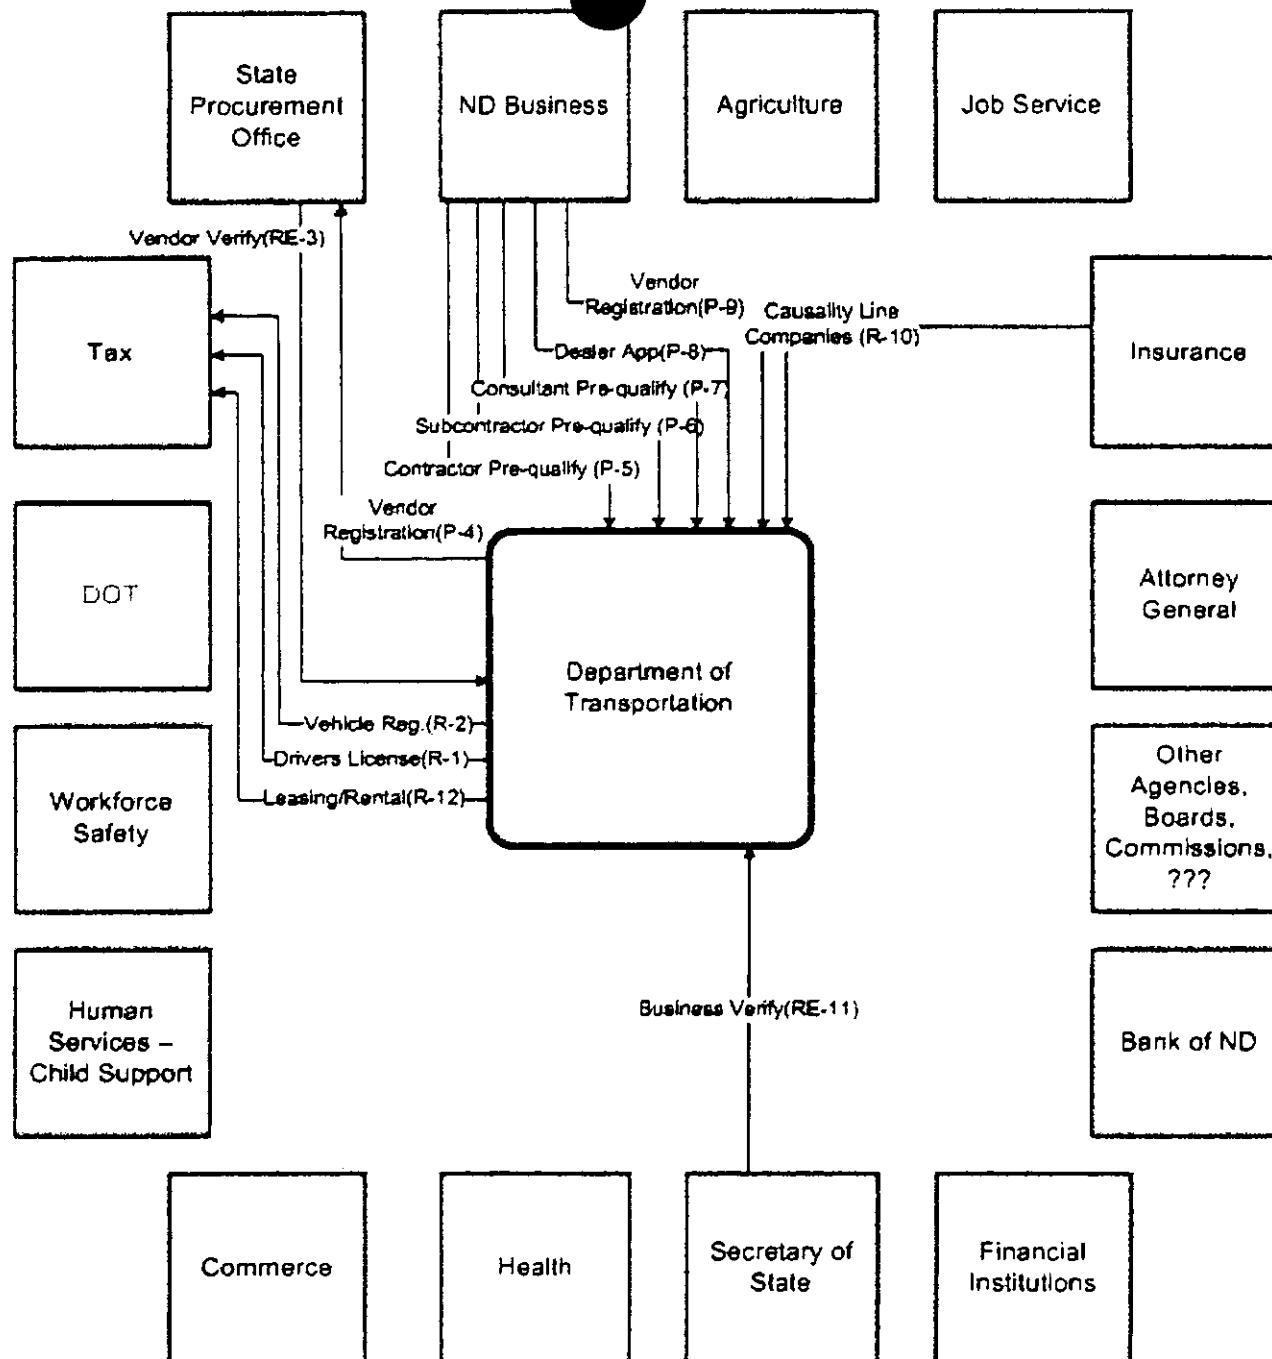 State
Procurement
Office
ND Business
Agriculture
Job Service
Vendor Verify(RE-3)
Tax
Vendor
Registration(P-9)
Causality Line
Companies (R-10)
Insurance
Dealer App(P-8)
Consultant Pre-qualify (P-7)
Subcontractor Pre-qualify (P-6)
Contractor Pre-qualify (P-5)
Vendor
Registration(P-4)
DOT
Attorney
General
Department of
Transportation
Vehicle Reg.(R-2)
Drivers License(R-1)
Leasing/Rental(R-12)
Workforce
Safety
Other
Agencies,
Boards,
Commissions,
???
Human
Services –
Child Support
Business Verify(RE-11)
Bank of ND
Commerce
Health
Secretary of
State
Financial
Institutions